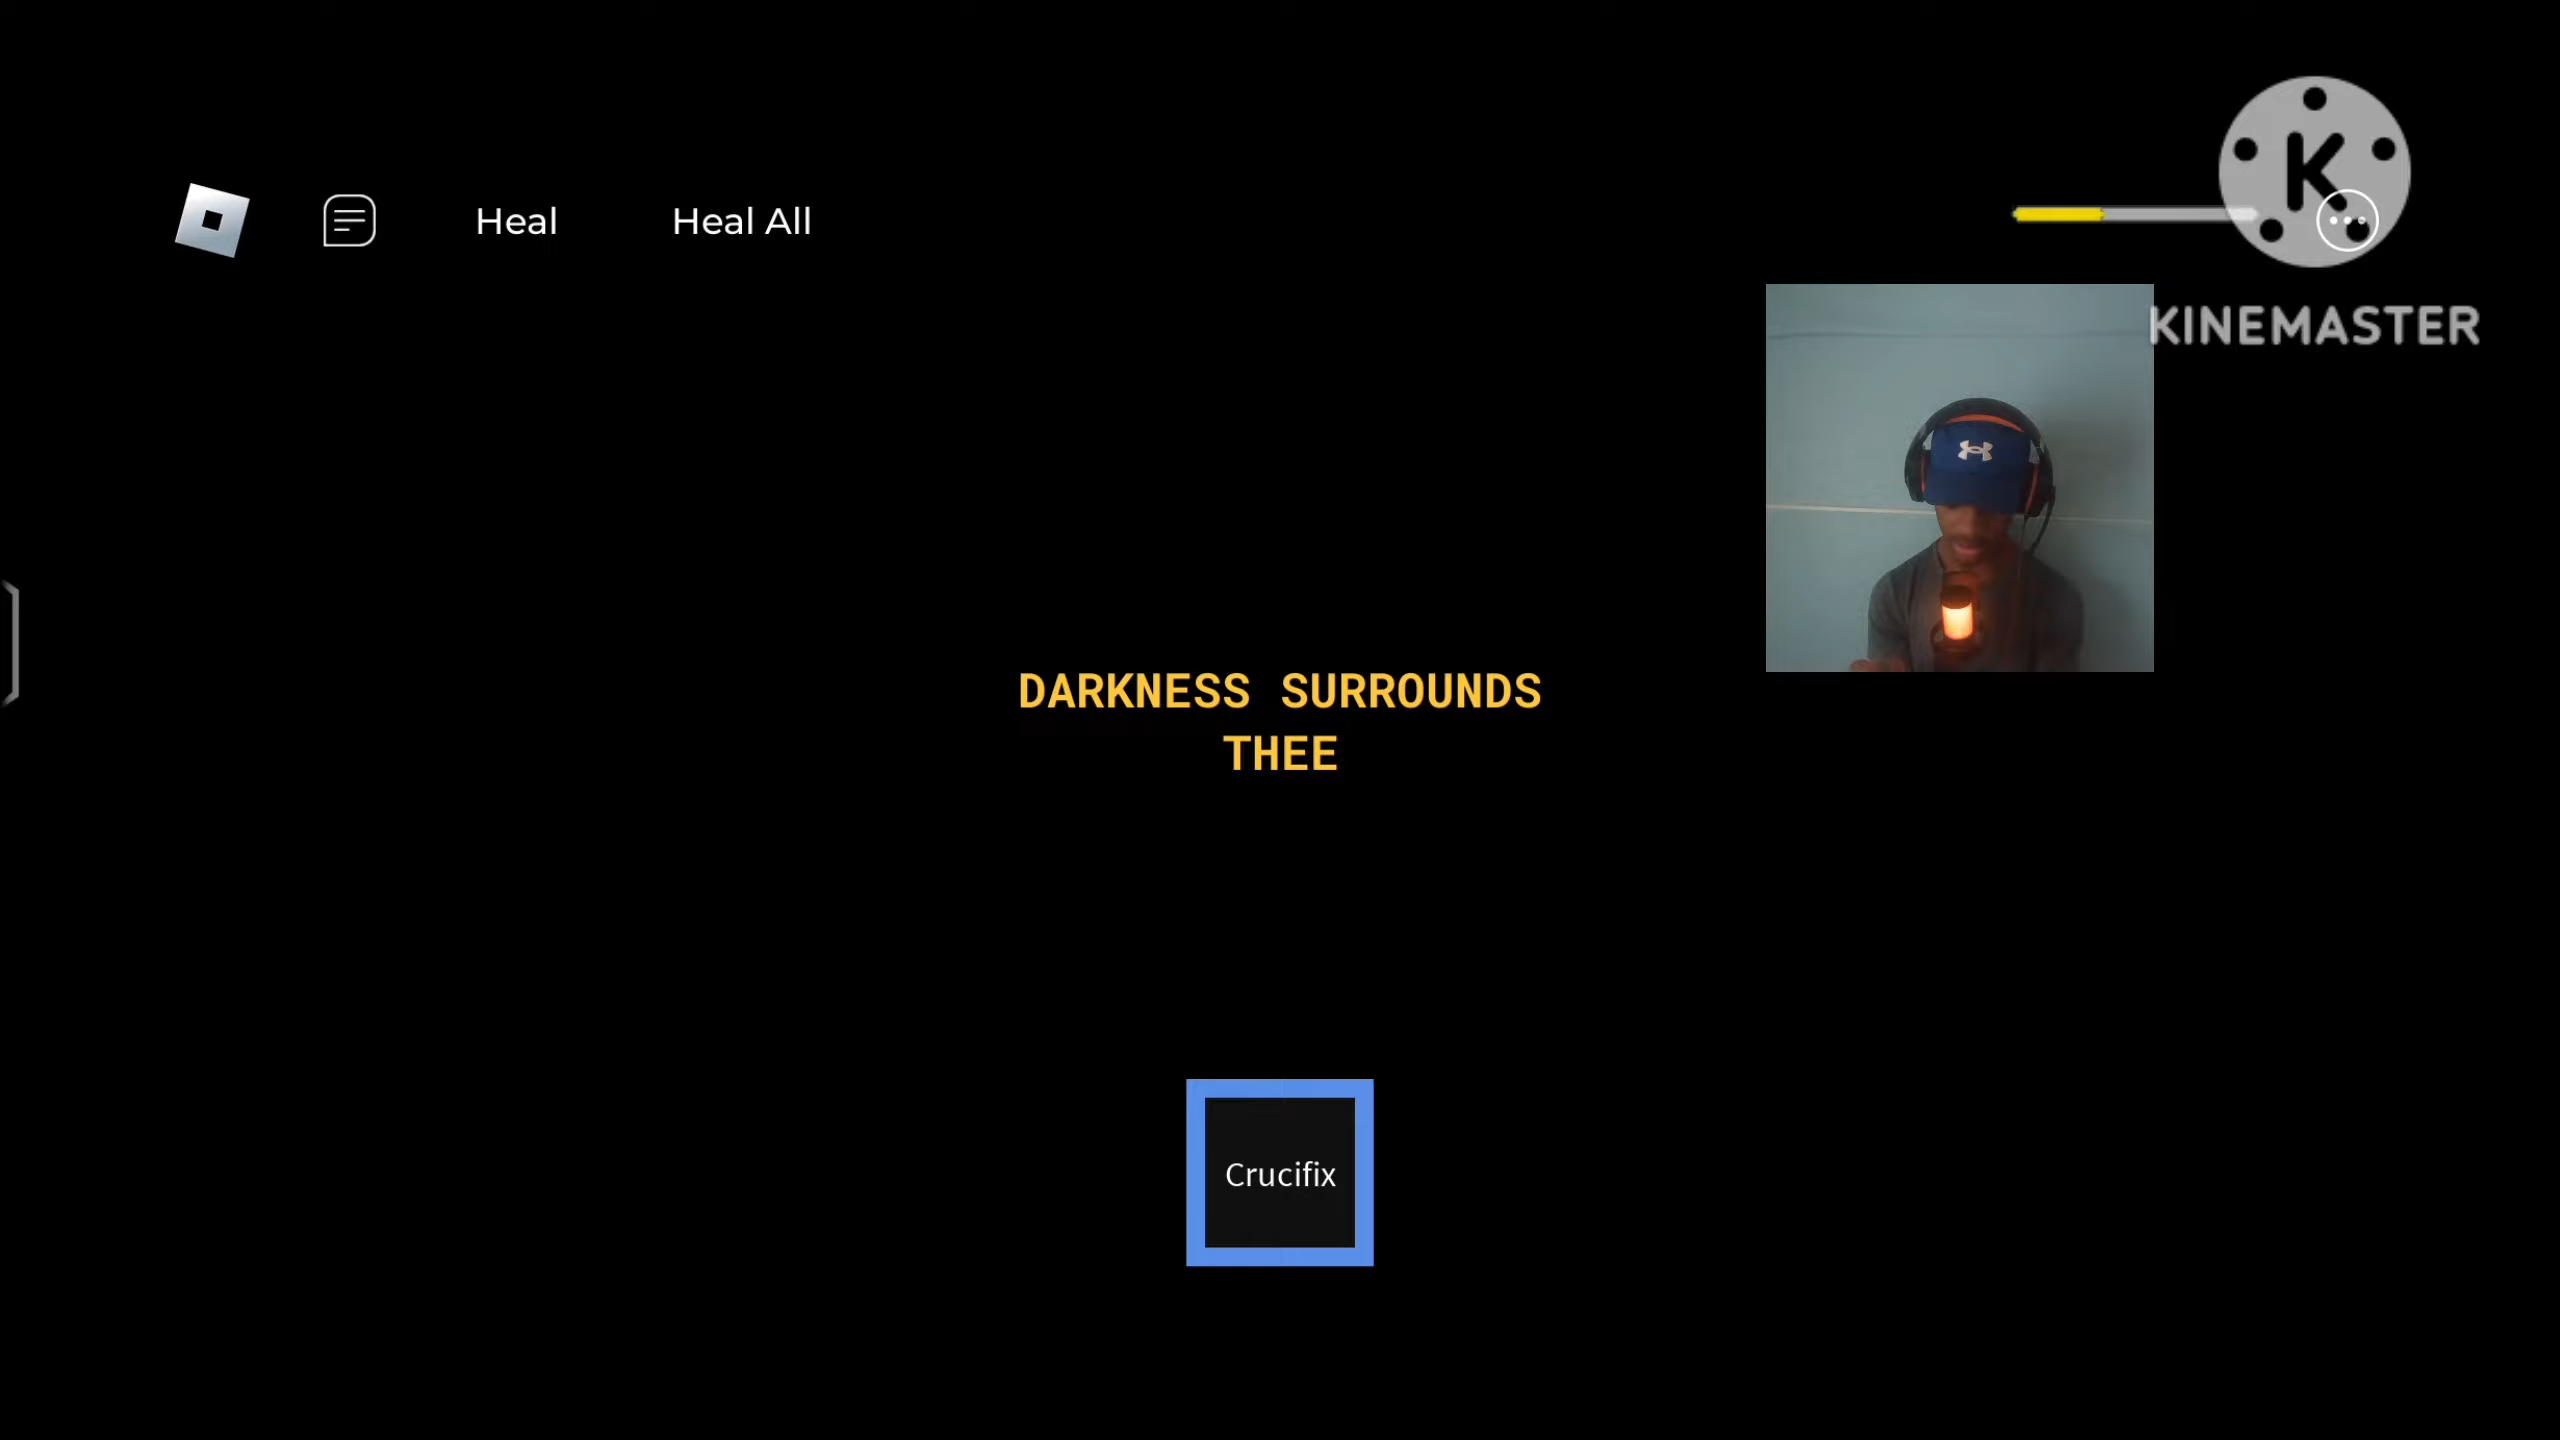 Heal
Heal All
K
KINEMASTER
DARKNESS SURROUNDS
THEE
Crucifix